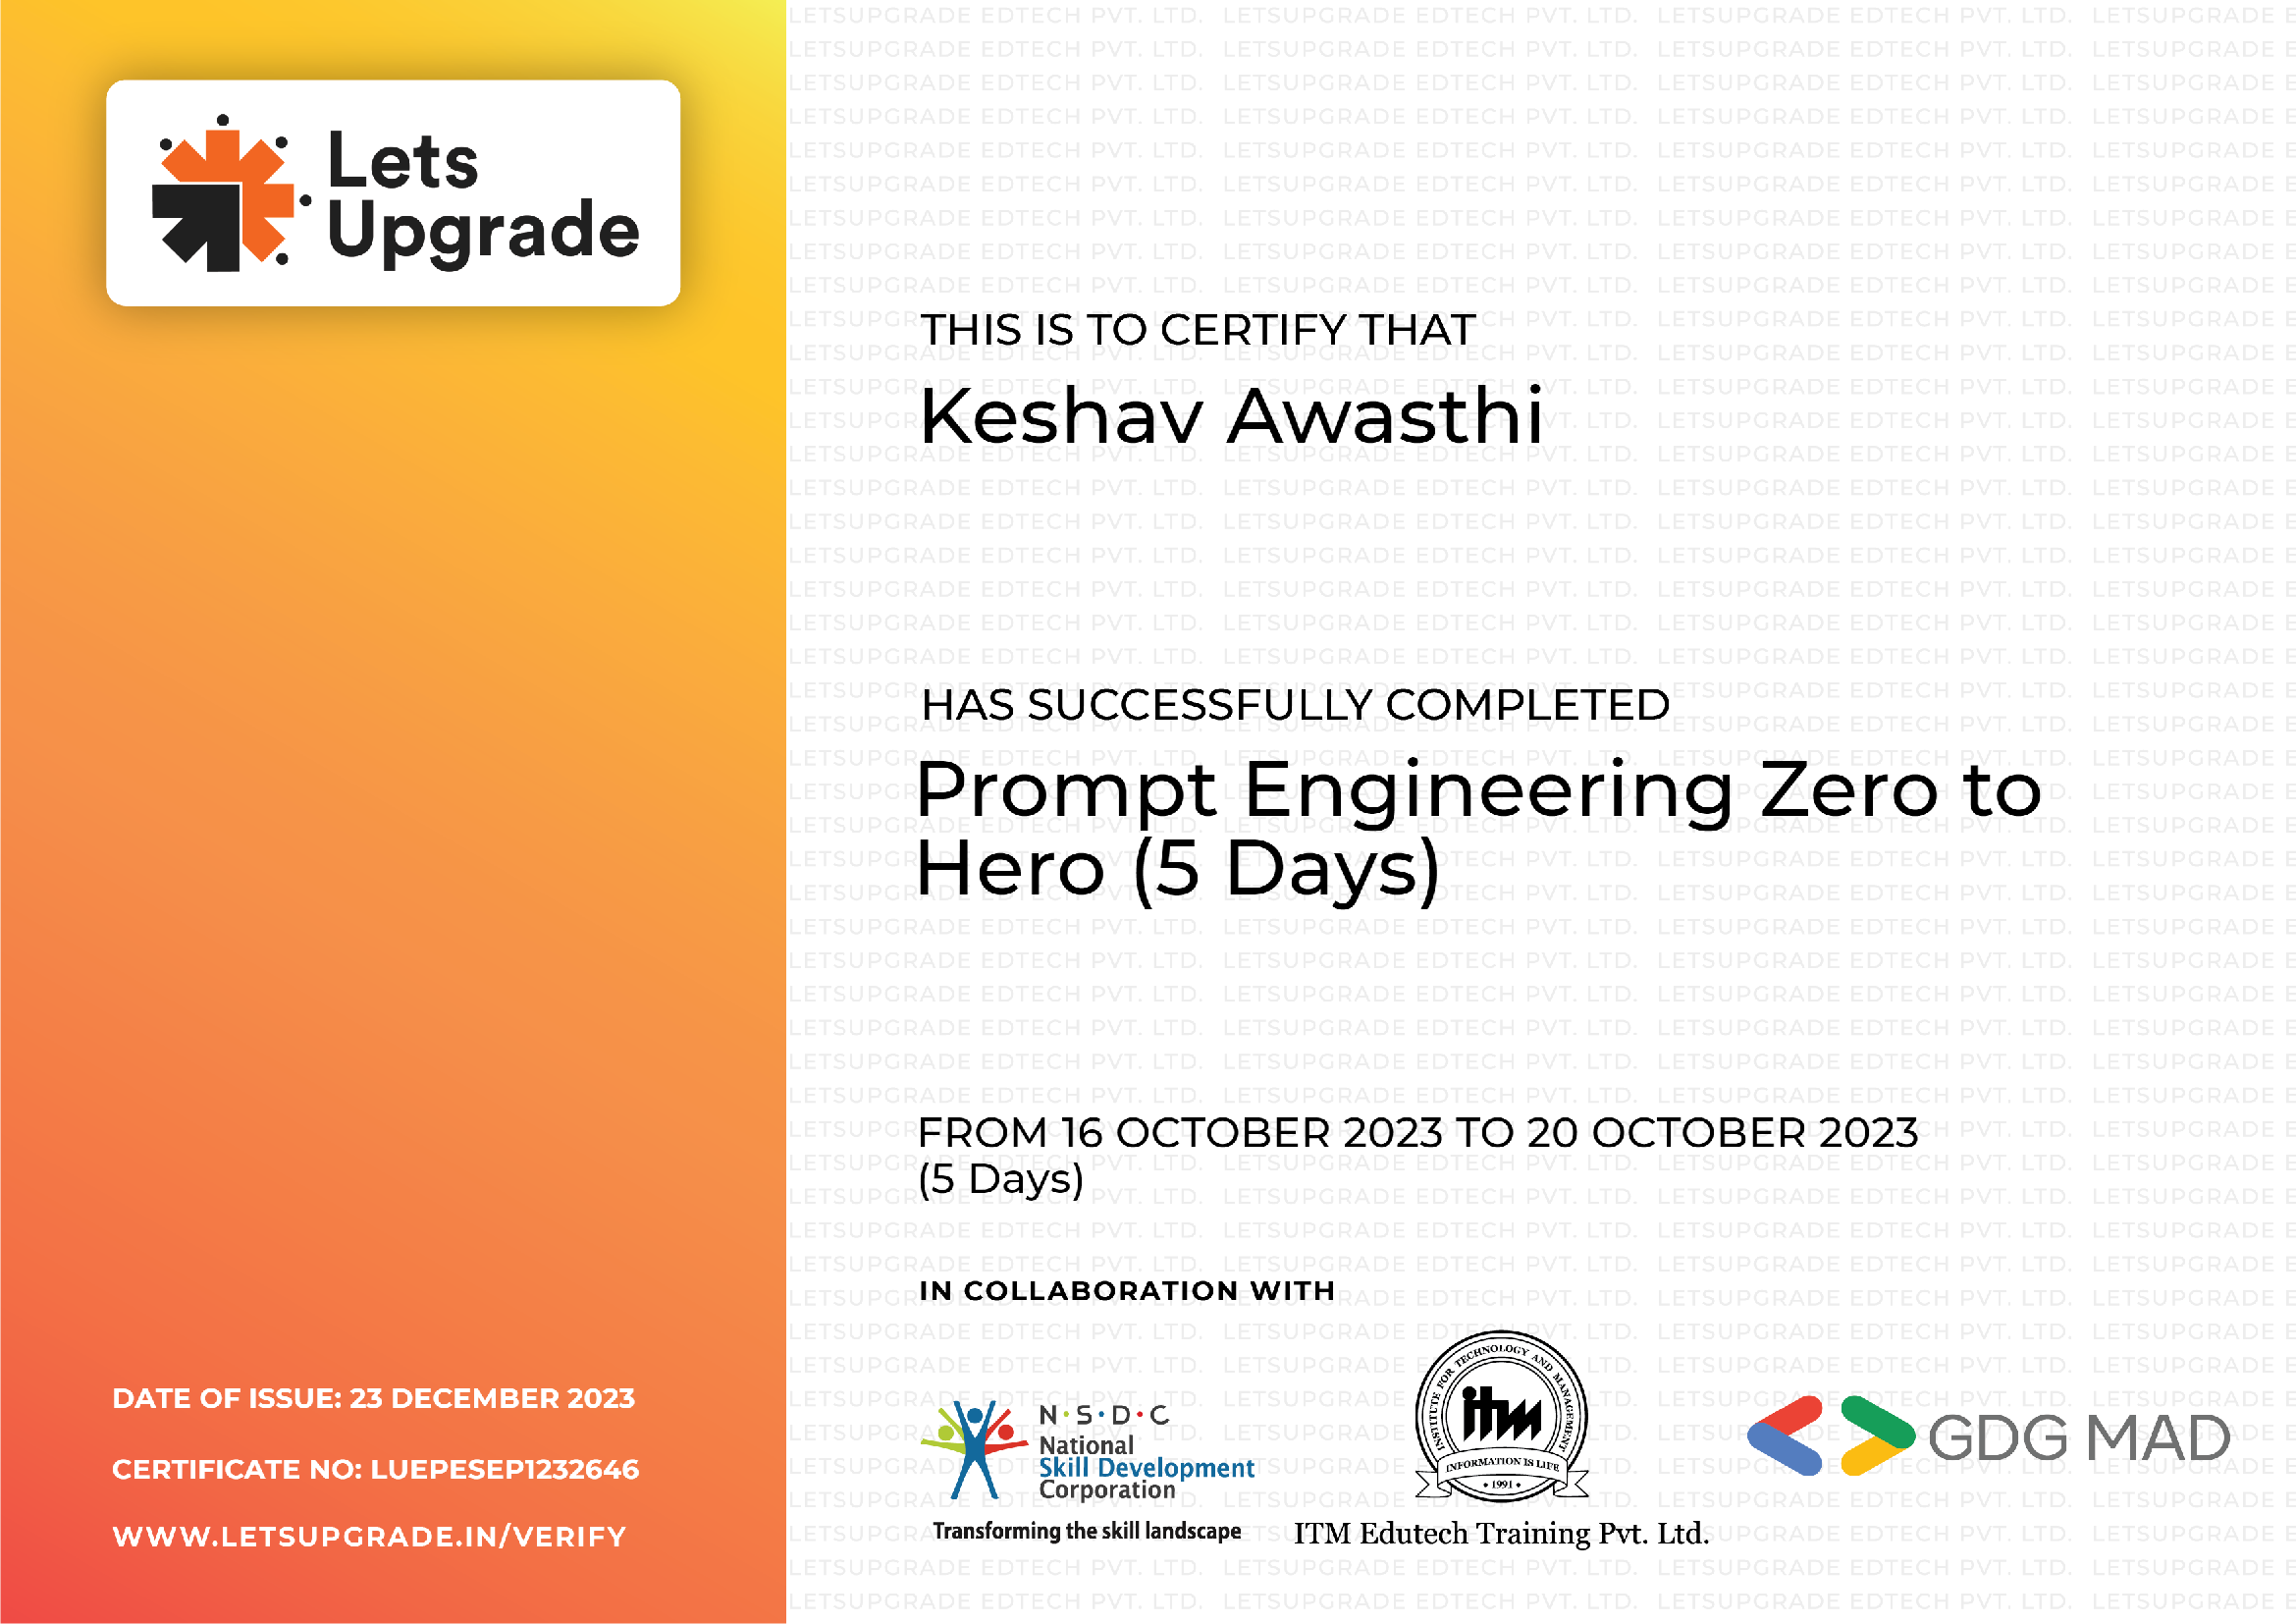 Lets
Upgrade
THIS IS TO CERTIFY THAT
Keshav Awasthi
HAS SUCCESSFULLY COMPLETED
Prompt Engineering Zero to
Hero (5 Days)
FROM 16 OCTOBER 2023 TO 20 OCTOBER 2023
(5 Days)
IN COLLABORATION WITH
N·S·D·C
National
Skill Development
Corporation
Transforming the skill landscape
INSTITUTE FOR TECHNOLOGY AND MANAGEMENT
itm
INFORMATION IS LIFE
• 1991 •
ITM Edutech Training Pvt. Ltd.
GDG MAD
DATE OF ISSUE: 23 DECEMBER 2023
CERTIFICATE NO: LUEPESEP1232646
WWW.LETSUPGRADE.IN/VERIFY
LETSUPGRADE EDTECH PVT. LTD.